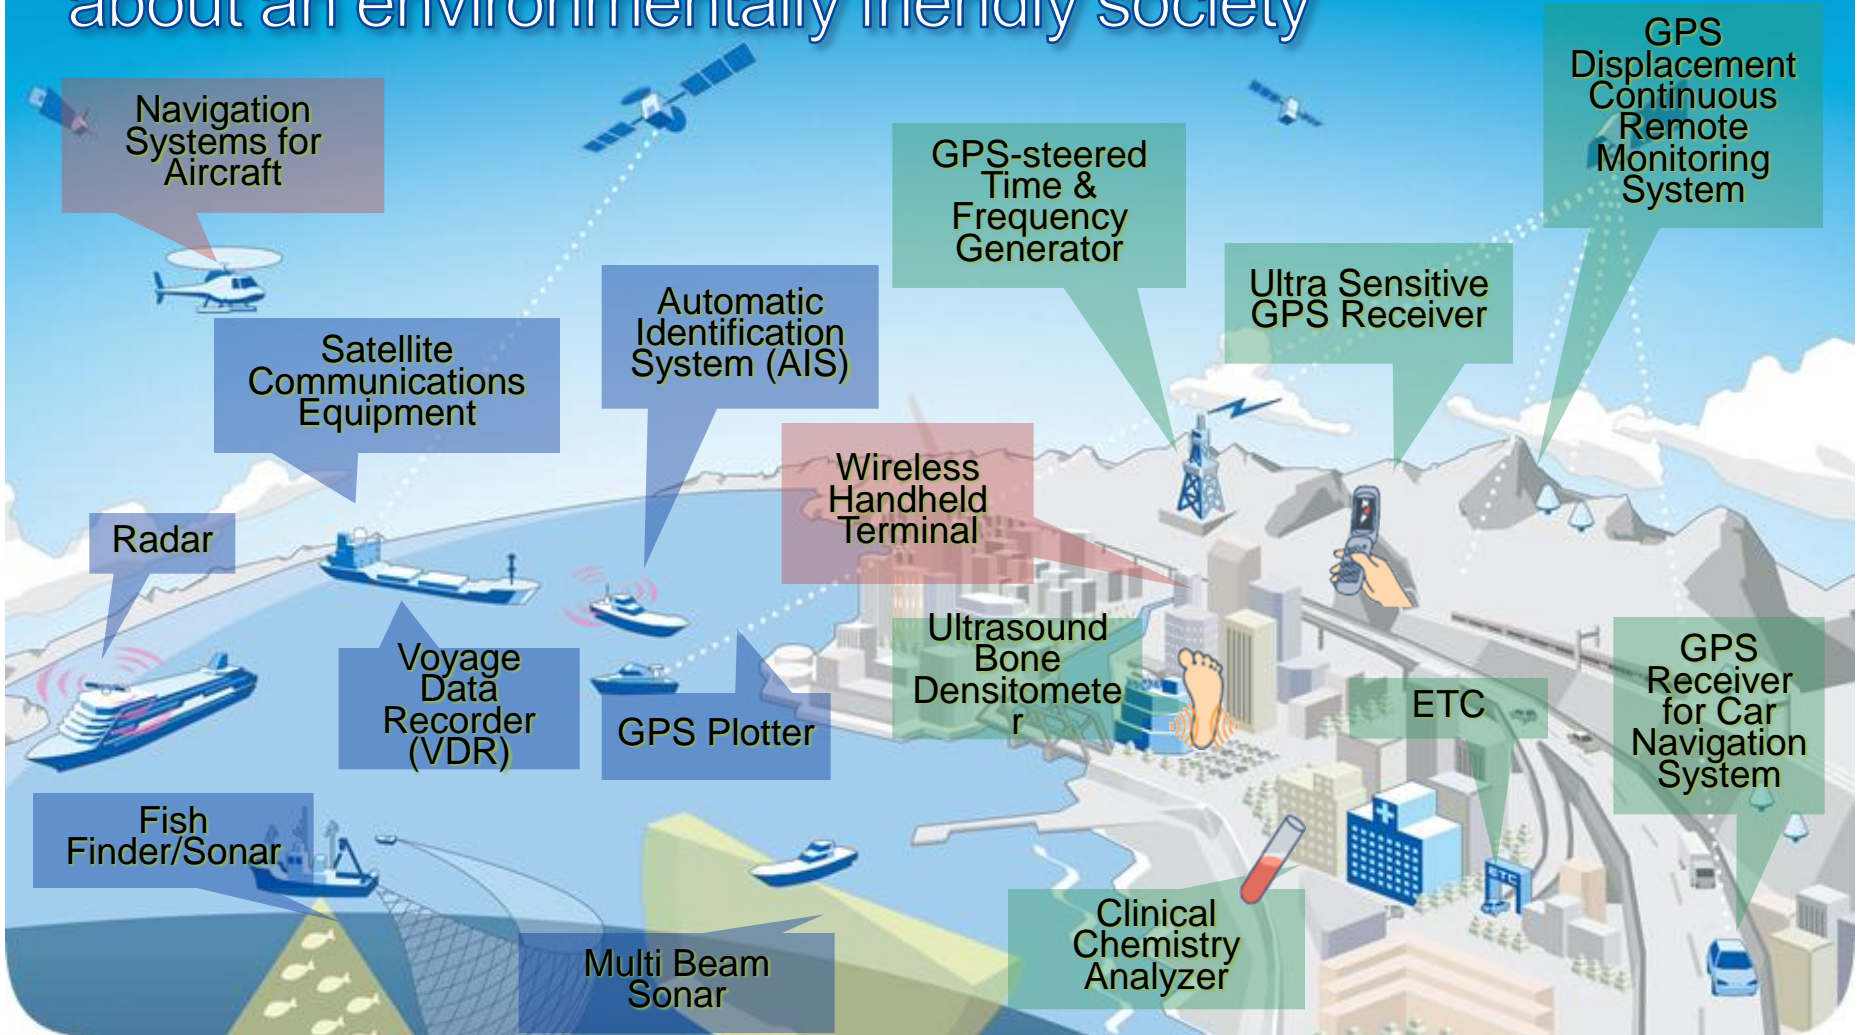 about an environmentally friendly society
Navigation
Systems for
Aircraft
GPS
Displacement
Continuous
Remote
Monitoring
System
GPS-steered
Time &
Frequency
Generator
Ultra Sensitive
GPS Receiver
Automatic
Identification
System (AIS)
Satellite
Communications
Equipment
Wireless
Handheld
Terminal
Radar
Voyage
Data
Recorder
(VDR)
GPS Plotter
Ultrasound
Bone
Densitomete
r
ETC
GPS
Receiver
for Car
Navigation
System
Fish
Finder/Sonar
ETC
Multi Beam
Sonar
Clinical
Chemistry
Analyzer